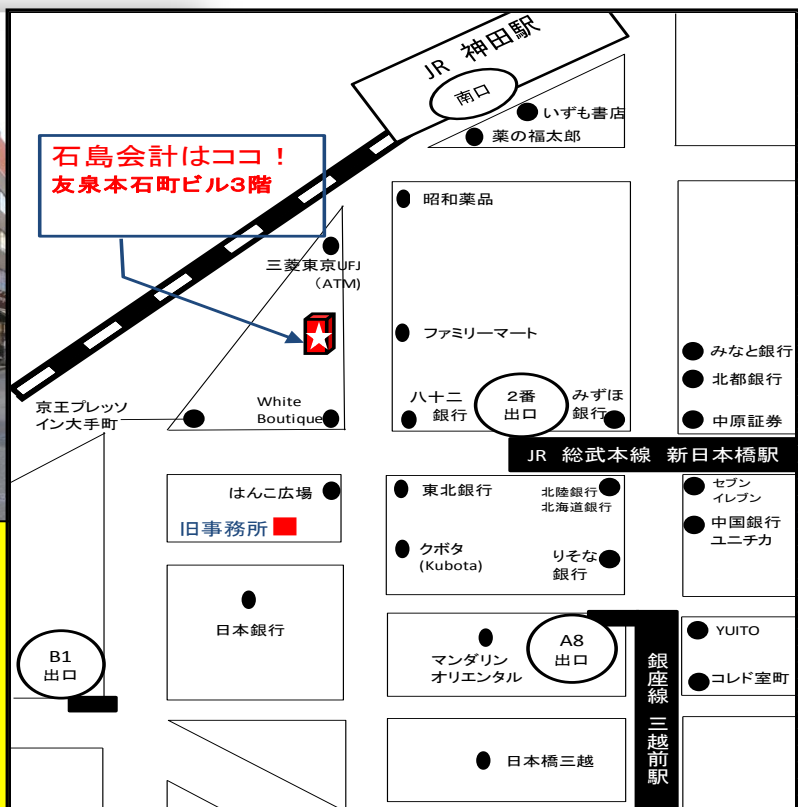 JR 神田駅
南口
いずも書店
薬の福太郎
石島会計はココ！
友泉本石町ビル3階
昭和薬品
三菱東京UFJ
（ATM)
ファミリーマート
みなと銀行
北都銀行
中原証券
京王プレッソ
イン大手町
White
Boutique
八十二
銀行
2番
出口
みずほ
銀行
JR 総武本線 新日本橋駅
はんこ広場
旧事務所
東北銀行
北陸銀行
北海道銀行
セブン
イレブン
中国銀行
ユニチカ
クボタ
(Kubota)
りそな
銀行
日本銀行
B1
出口
マンダリン
オリエンタル
A8
出口
YUITO
コレド室町
銀座線 三越前駅
日本橋三越